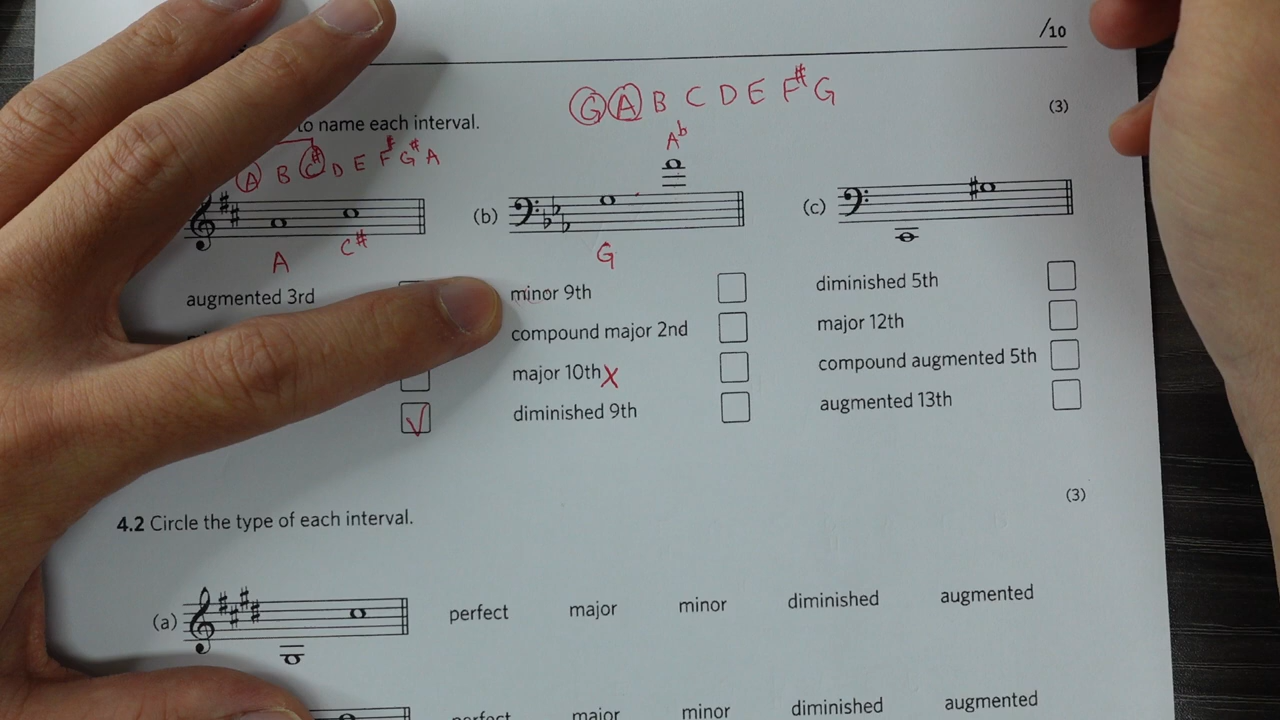 /10
G A B C D E F# G
(3)
to name each interval.
A B C# D E F# G# A
Ab
(b)
(c)
A C#
G
augmented 3rd
minor 9th
compound major 2nd
major 10th X
diminished 9th
diminished 5th
major 12th
compound augmented 5th
augmented 13th
(3)
4.2 Circle the type of each interval.
(a)
perfect major minor diminished augmented
perfect major minor diminished augmented